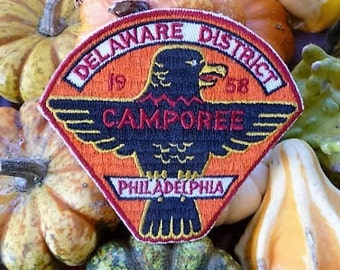 DELAWARE DISTRICT
19 58
CAMPOREE
PHILADELPHIA